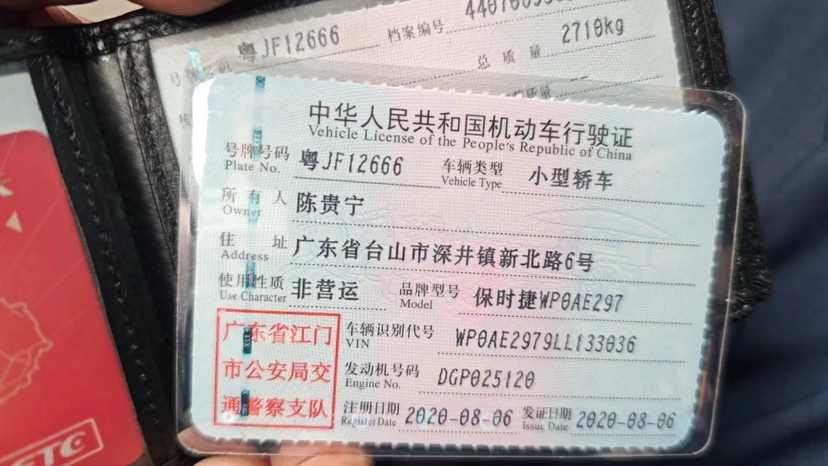 号牌号码 粤JF12666 档案编号
总质量 2710kg
中华人民共和国机动车行驶证
Vehicle License of the People's Republic of China
号牌号码 粤JF12666 车辆类型 小型轿车
Plate No. Vehicle Type
所有人 陈贵宁
Owner
住址 广东省台山市深井镇新北路6号
Address
使用性质 非营运 品牌型号 保时捷WP0AE297
Use Character Model
广东省江门
市公安局交
通警察支队
车辆识别代号 WP0AE2979LL133036
VIN
发动机号码 DGP025120
Engine No.
注册日期 2020-08-06 发证日期 2020-08-06
Register Date Issue Date